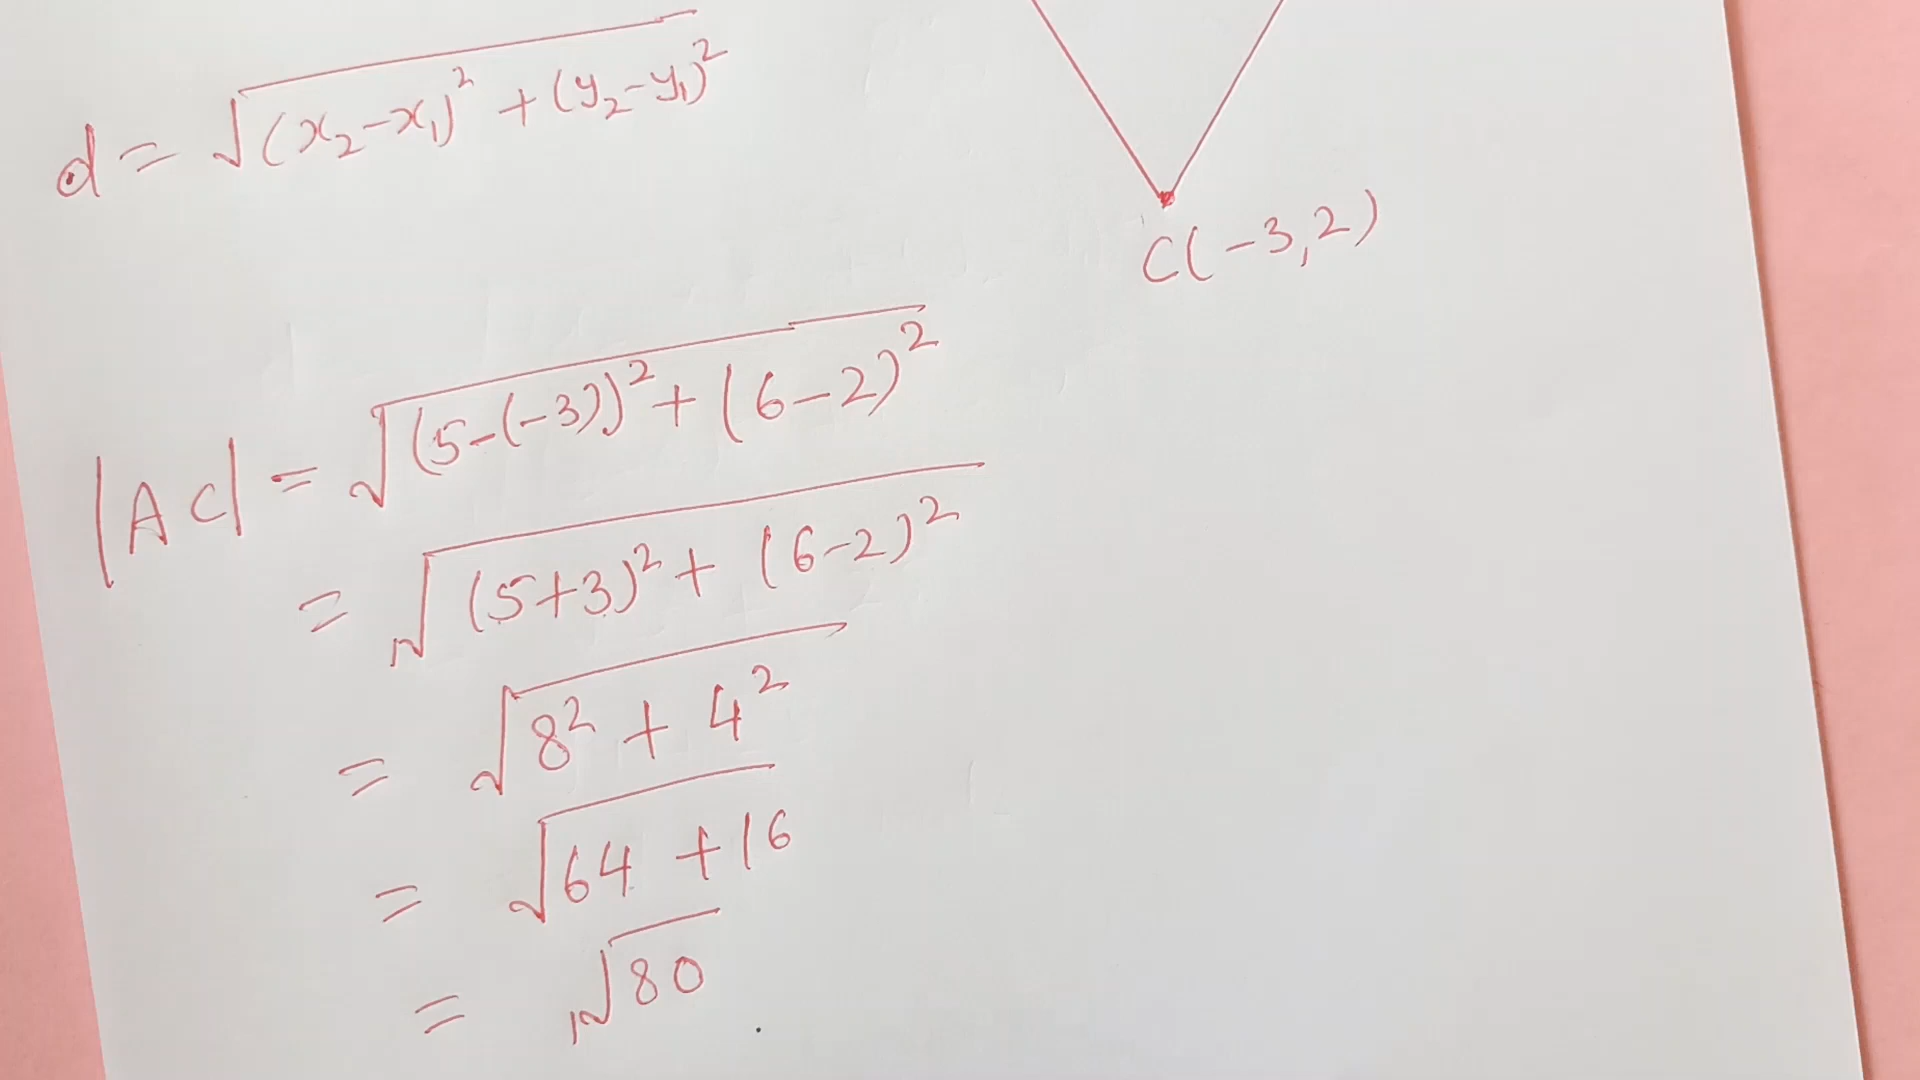 d = √(x₂-x₁)² + (y₂-y₁)²
C(-3,2)
|AC| = √(5-(-3))² + (6-2)²
= √(5+3)² + (6-2)²
= √8² + 4²
= √64 + 16
= √80